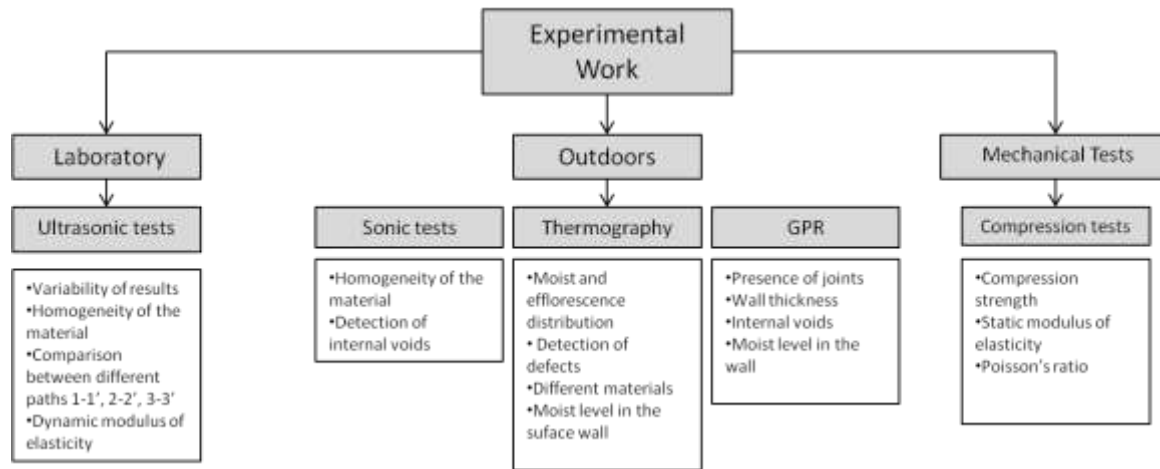 Experimental
Work
Laboratory
Outdoors
Mechanical Tests
Ultrasonic tests
Sonic tests
Thermography
GPR
Compression tests
•Variability of results
•Homogeneity of the
material
•Comparison
between different
paths 1-1’, 2-2’, 3-3’
•Dynamic modulus of
elasticity
•Homogeneity of the
material
•Detection of
internal voids
•Moist and
efflorescence
distribution
• Detection of
defects
•Different materials
•Moist level in the
suface wall
•Presence of joints
•Wall thickness
•Internal voids
•Moist level in the
wall
•Compression
strength
•Static modulus of
elasticity
•Poisson’s ratio